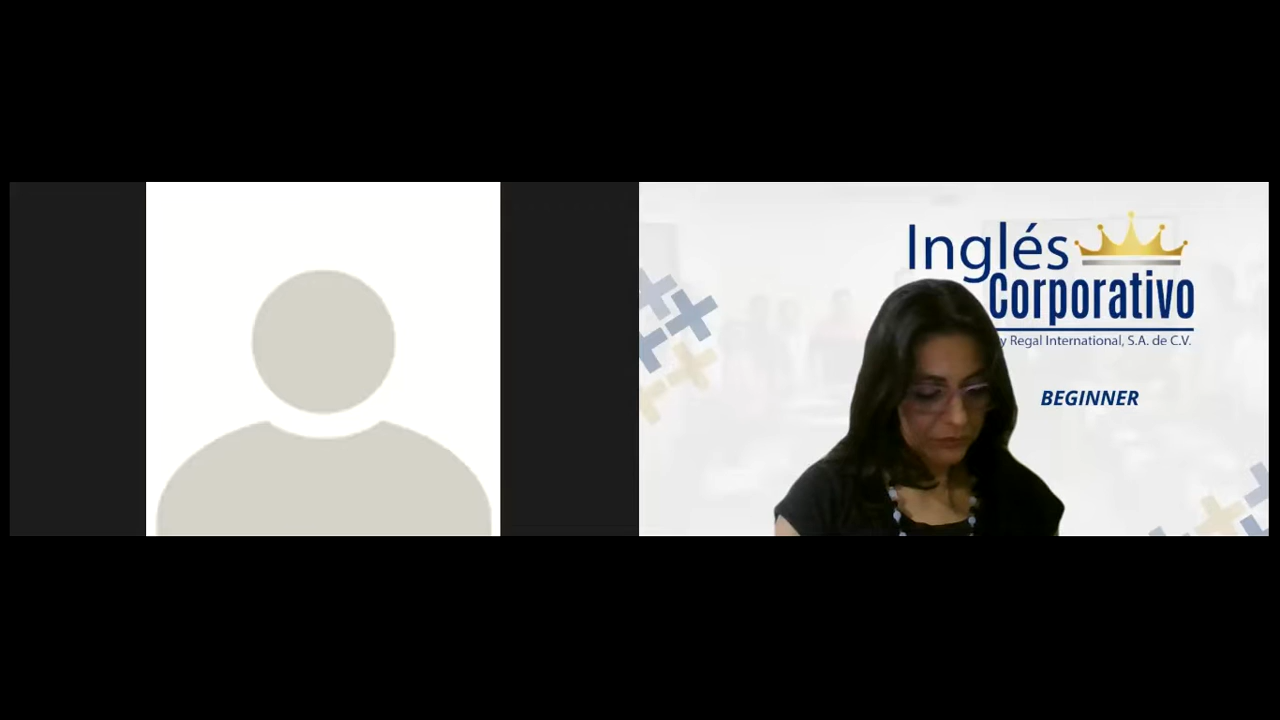 Inglés
Corporativo
y Regal International, S.A. de C.V.
BEGINNER